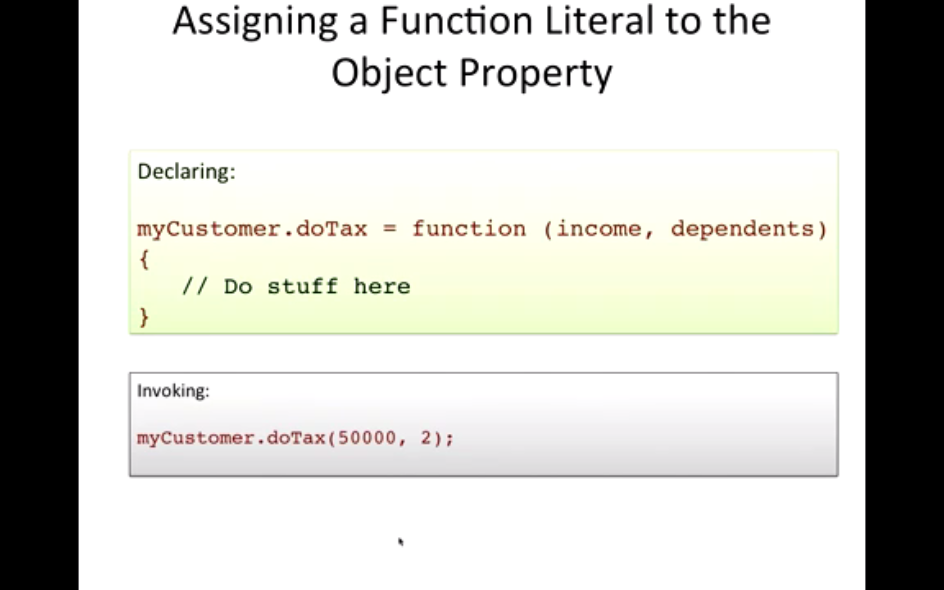 Assigning a Function Literal to the
Object Property
Declaring:
myCustomer.doTax = function (income, dependents)
{
// Do stuff here
}
Invoking:
myCustomer.doTax(50000, 2);